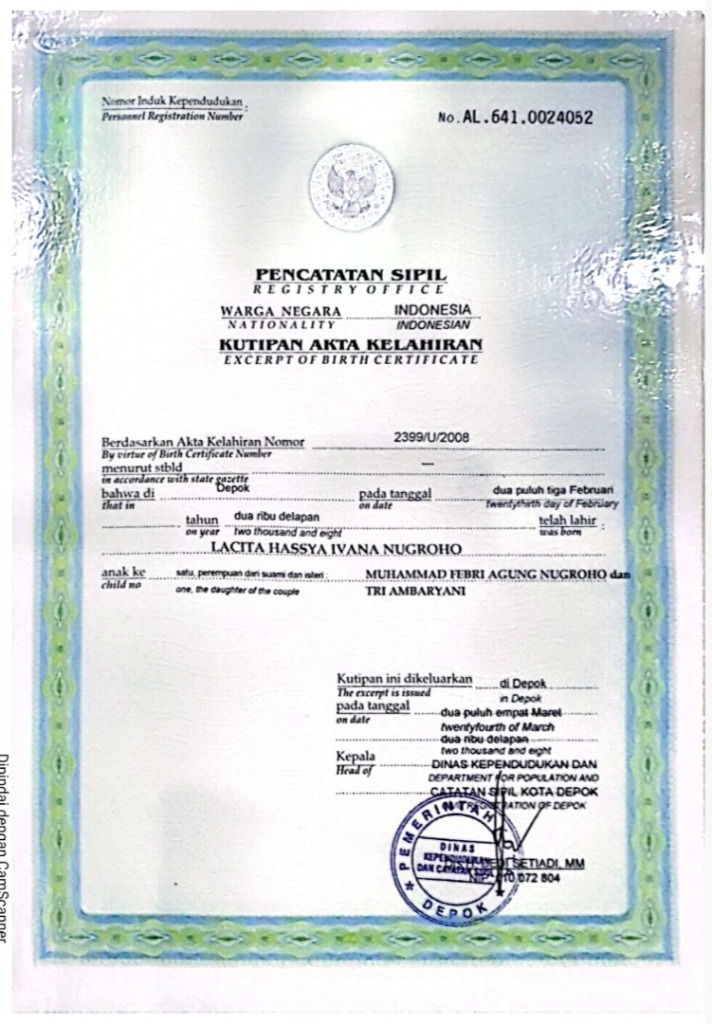 Nomor Induk Kependudukan :
Personnel Registration Number
No. AL.641.0024052
PENCATATAN SIPIL
REGISTRY OFFICE
WARGA NEGARA INDONESIA
NATIONALITY INDONESIAN
KUTIPAN AKTA KELAHIRAN
EXCERPT OF BIRTH CERTIFICATE
Berdasarkan Akta Kelahiran Nomor 2399/U/2008
By virtue of Birth Certificate Number
menurut stbld ---
in accordance with state gazette
bahwa di Depok pada tanggal dua puluh tiga Februari
that in on date twentythirth day of February
tahun dua ribu delapan telah lahir :
on year two thousand and eight was born
LACITA HASSYA IVANA NUGROHO
anak ke satu, perempuan dari suami dan isteri : MUHAMMAD FEBRI AGUNG NUGROHO dan
child no one, the daughter of the couple TRI AMBARYANI
Kutipan ini dikeluarkan di Depok
The excerpt is issued in Depok
pada tanggal dua puluh empat Maret
on date twentyfourth of March
dua ribu delapan
two thousand and eight
Kepala DINAS KEPENDUDUKAN DAN
Head of DEPARTMENT FOR POPULATION AND
CATATAN SIPIL KOTA DEPOK
REGISTRATION OF DEPOK
PEMERINTAH
DINAS
KEPENDUDUKAN
DAN CATATAN SIPIL
DEPOK
SETIADI, MM
NIP. 010 072 804
Dipindai dengan CamScanner